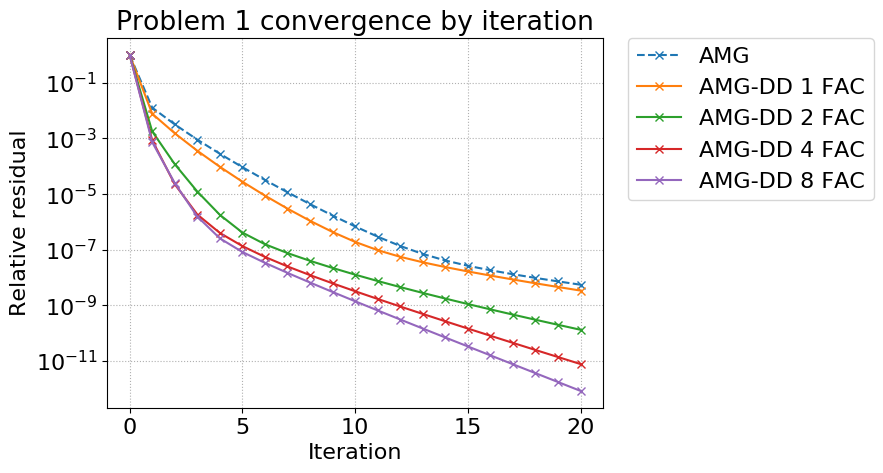 Problem 1 convergence by iteration
Relative residual
10⁻¹
10⁻³
10⁻⁵
10⁻⁷
10⁻⁹
10⁻¹¹
0 5 10 15 20
Iteration
AMG
AMG-DD 1 FAC
AMG-DD 2 FAC
AMG-DD 4 FAC
AMG-DD 8 FAC